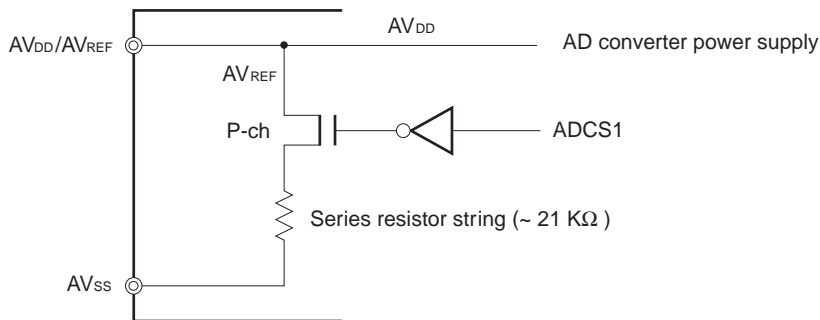 AVDD
AVDD/AVREF
AD converter power supply
AVREF
P-ch
ADCS1
Series resistor string (~ 21 KΩ )
AVSS